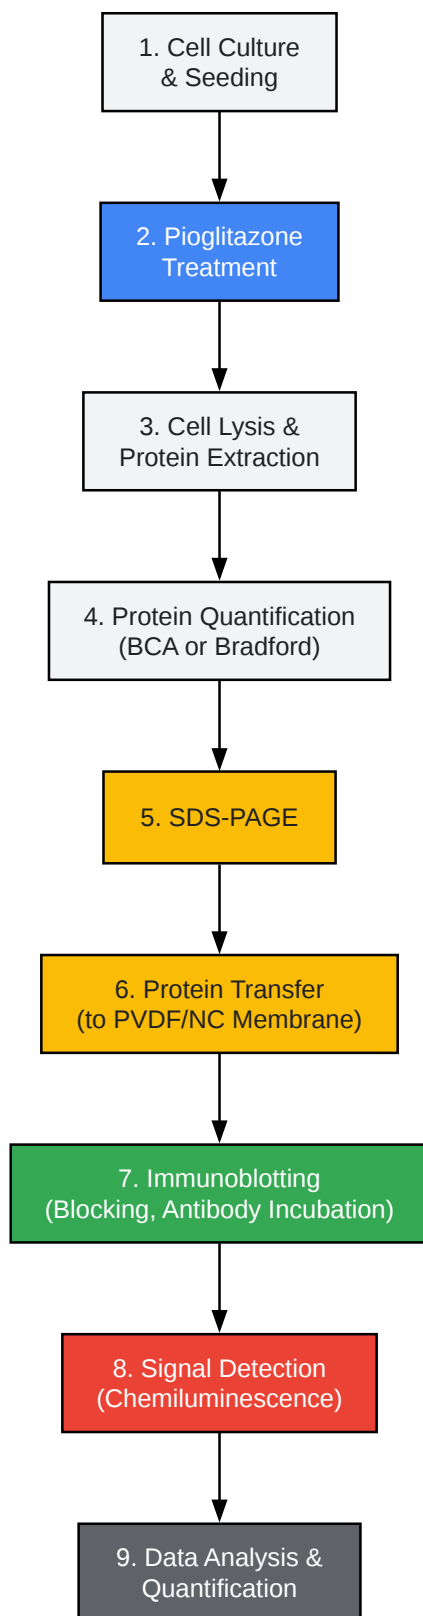 1. Cell Culture
& Seeding
2. Pioglitazone
Treatment
3. Cell Lysis &
Protein Extraction
4. Protein Quantification
(BCA or Bradford)
5. SDS-PAGE
6. Protein Transfer
(to PVDF/NC Membrane)
7. Immunoblotting
(Blocking, Antibody Incubation)
8. Signal Detection
(Chemiluminescence)
9. Data Analysis &
Quantification